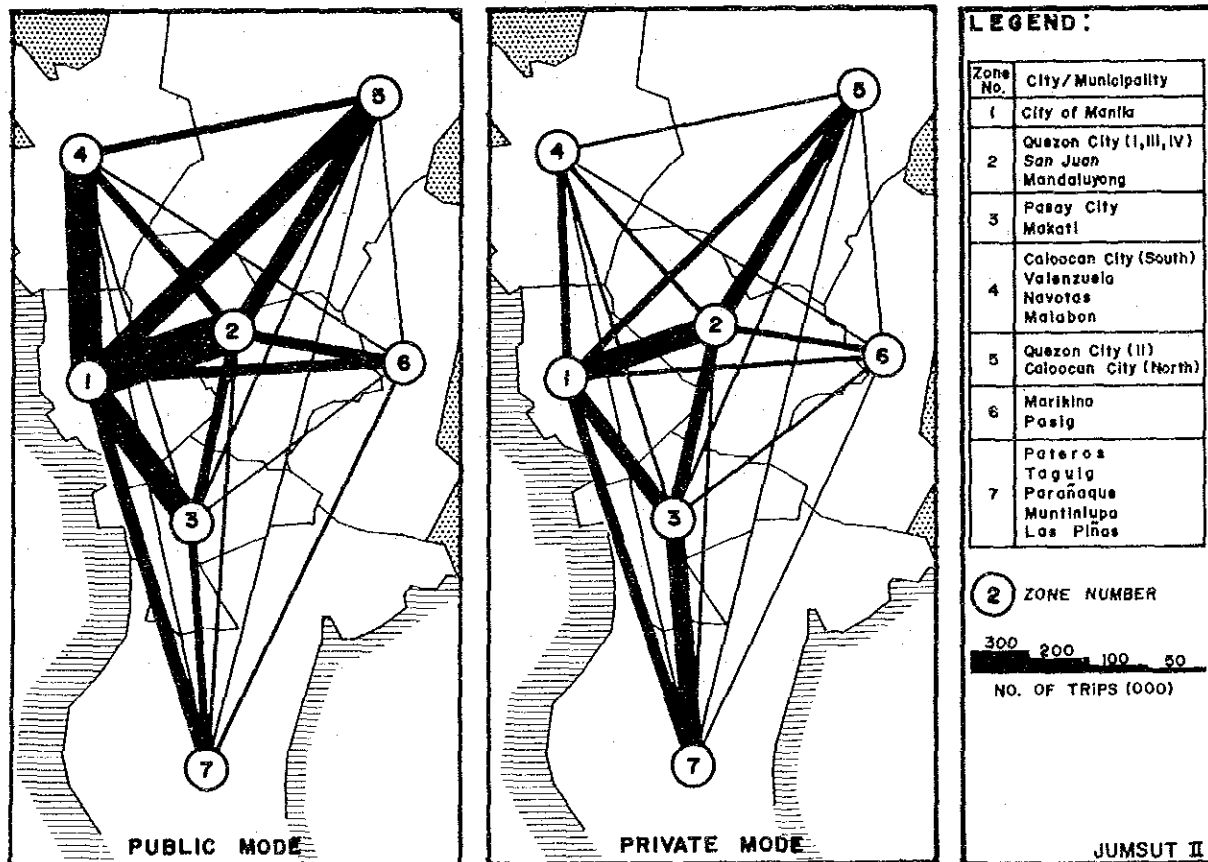 5
4
2
6
1
3
7
PUBLIC MODE
5
4
2
6
1
3
7
PRIVATE MODE
LEGEND:
Zone No. City/Municipality
1 City of Manila
2 Quezon City (I,III,IV)
San Juan
Mandaluyong
3 Pasay City
Makati
4 Caloocan City (South)
Valenzuela
Navotas
Malabon
5 Quezon City (II)
Caloocan City (North)
6 Marikina
Pasig
7 Pateros
Taguig
Parañaque
Muntinlupa
Las Piñas
2 ZONE NUMBER
300 200 100 50
NO. OF TRIPS (000)
JUMSUT II